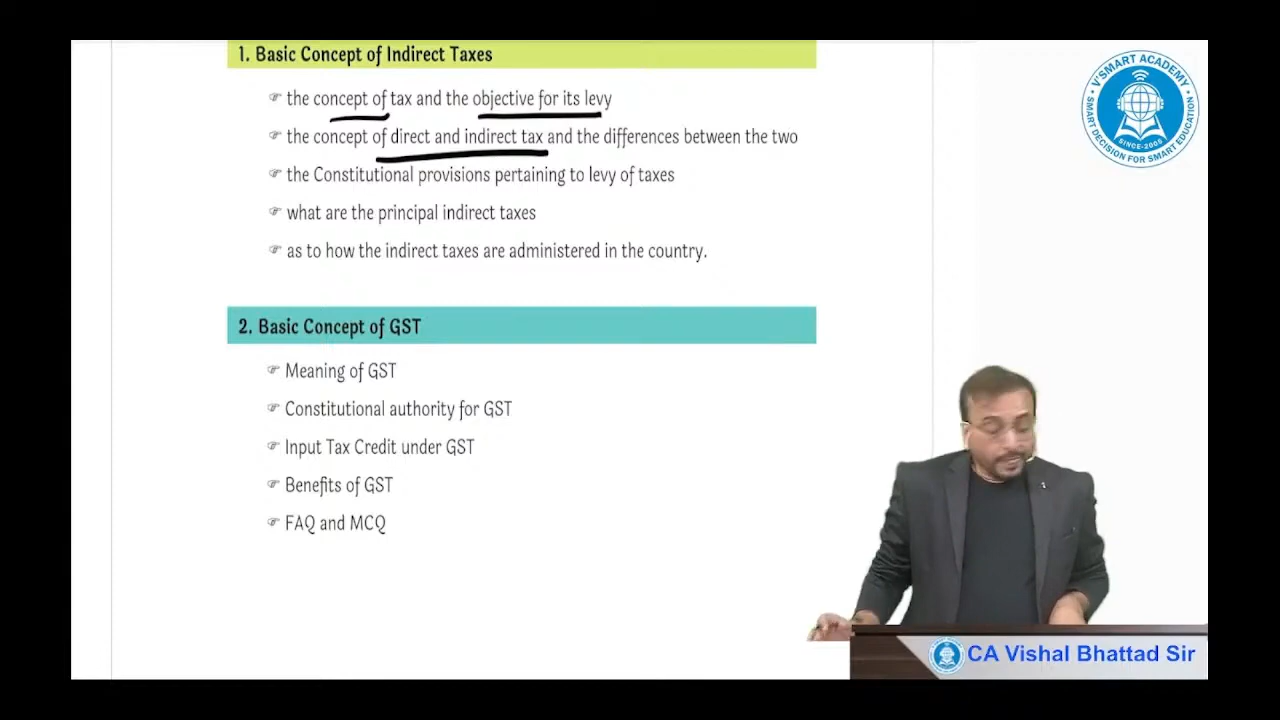 1. Basic Concept of Indirect Taxes
the concept of tax and the objective for its levy
the concept of direct and indirect tax and the differences between the two
the Constitutional provisions pertaining to levy of taxes
what are the principal indirect taxes
as to how the indirect taxes are administered in the country.
2. Basic Concept of GST
Meaning of GST
Constitutional authority for GST
Input Tax Credit under GST
Benefits of GST
FAQ and MCQ
V'SMART ACADEMY
SINCE-2005
SMART DECISION FOR SMART EDUCATION
CA Vishal Bhattad Sir